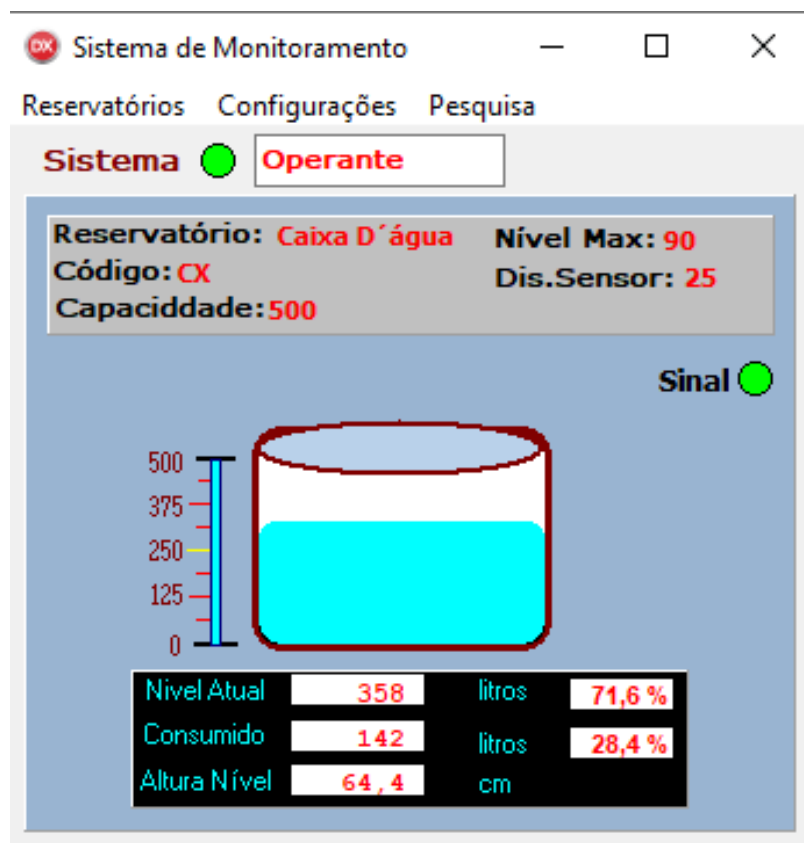 DX Sistema de Monitoramento
Reservatórios Configurações Pesquisa
Sistema Operante
Reservatório: Caixa D´água Nível Max: 90
Código: CX Dis.Sensor: 25
Capaciddade: 500
Sinal
500
375
250
125
0
Nivel Atual 358 litros 71,6 %
Consumido 142 litros 28,4 %
Altura Nível 64,4 cm